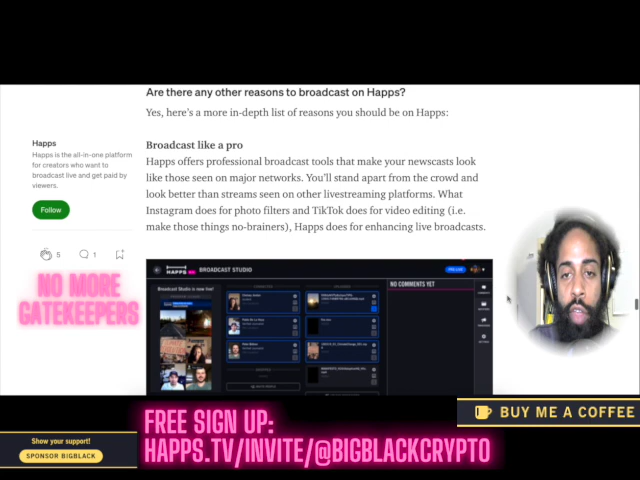 Are there any other reasons to broadcast on Happs?
Yes, here's a more in-depth list of reasons you should be on Happs:
Happs
Happs is the all-in-one platform
for creators who want to
broadcast live and get paid by
viewers.
Follow
5
1
Broadcast like a pro
Happs offers professional broadcast tools that make your newscasts look
like those seen on major networks. You'll stand apart from the crowd and
look better than streams seen on other livestreaming platforms. What
Instagram does for photo filters and TikTok does for video editing (i.e.
make those things no-brainers), Happs does for enhancing live broadcasts.
HAPPS
BROADCAST STUDIO
Broadcast Studio is now live!
NO COMMENTS YET
NO MORE
GATEKEEPERS
BUY ME A COFFEE
FREE SIGN UP:
HAPPS.TV/INVITE/@BIGBLACKCRYPTO
Show your support!
SPONSOR BIGBLACK